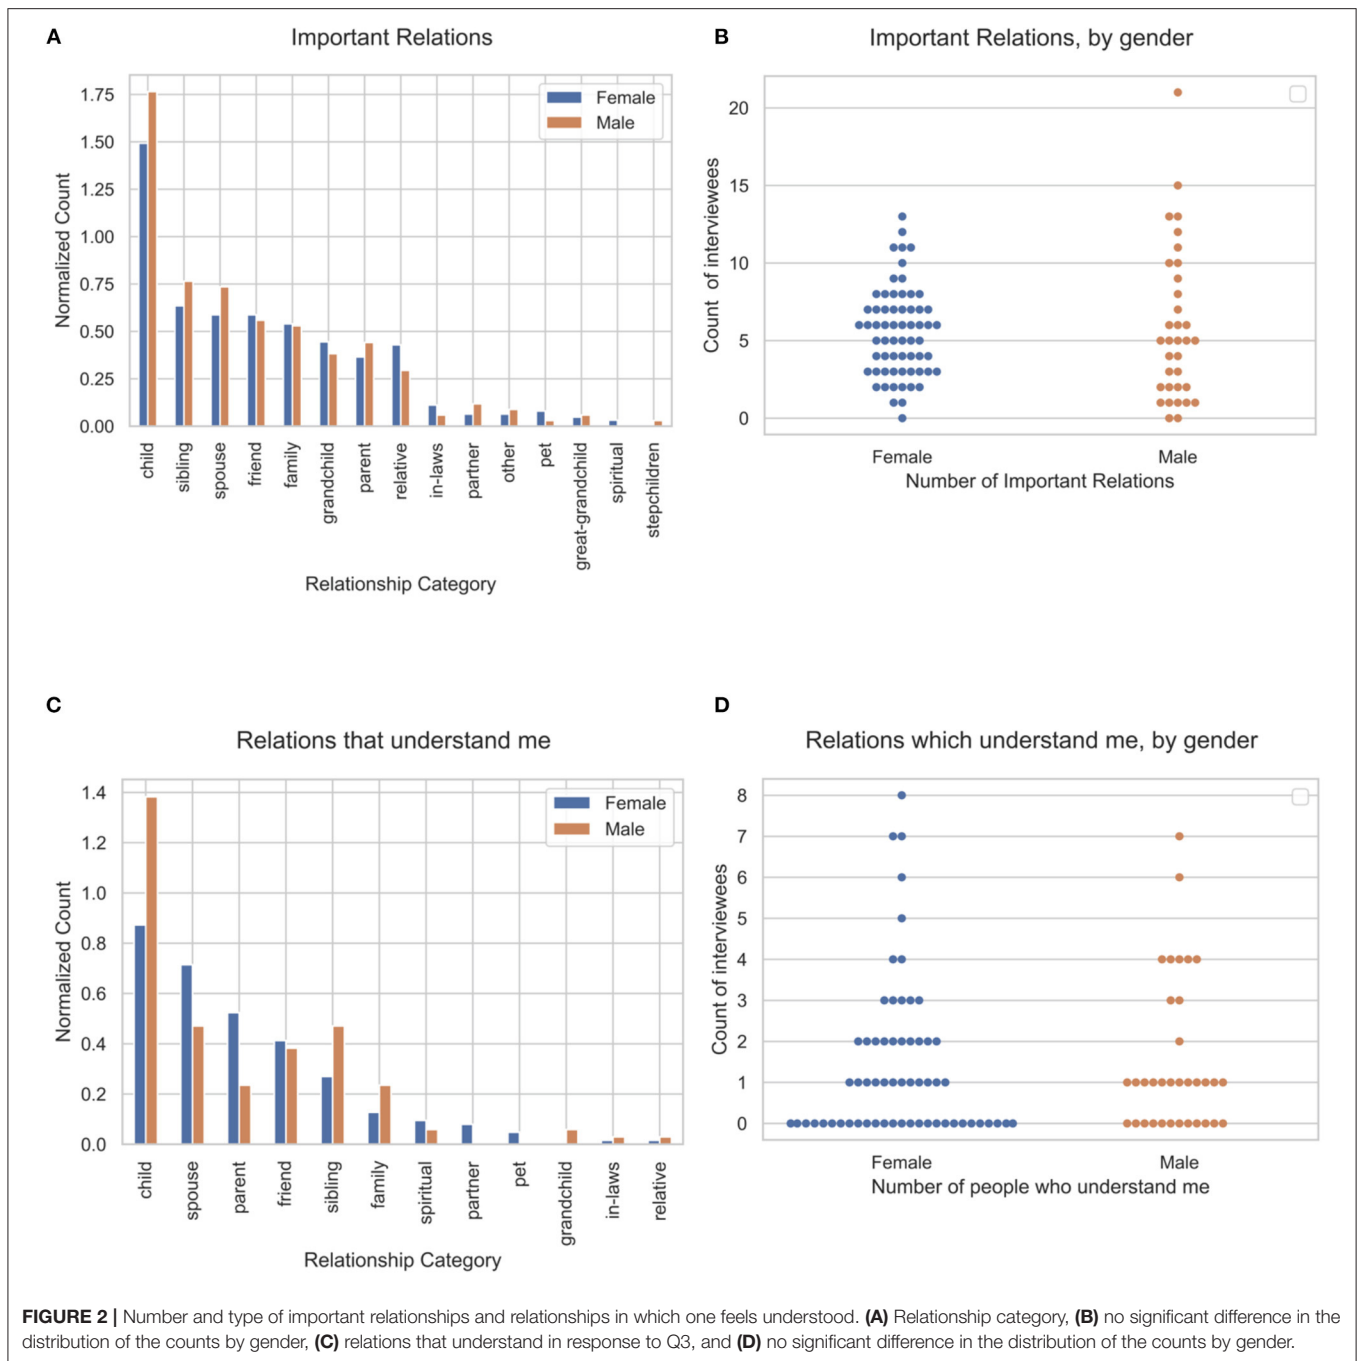 A
Important Relations
Normalized Count
1.75
1.50
1.25
1.00
0.75
0.50
0.25
0.00
Female
Male
child
sibling
spouse
friend
family
grandchild
parent
relative
in-laws
partner
other
pet
great-grandchild
spiritual
stepchildren
Relationship Category
B
Important Relations, by gender
Count of interviewees
20
15
10
5
0
Female
Male
Number of Important Relations
C
Relations that understand me
Normalized Count
1.4
1.2
1.0
0.8
0.6
0.4
0.2
0.0
Female
Male
child
spouse
parent
friend
sibling
family
spiritual
partner
pet
grandchild
in-laws
relative
Relationship Category
D
Relations which understand me, by gender
Count of interviewees
8
7
6
5
4
3
2
1
0
Female
Male
Number of people who understand me
FIGURE 2 | Number and type of important relationships and relationships in which one feels understood. (A) Relationship category, (B) no significant difference in the
distribution of the counts by gender, (C) relations that understand in response to Q3, and (D) no significant difference in the distribution of the counts by gender.